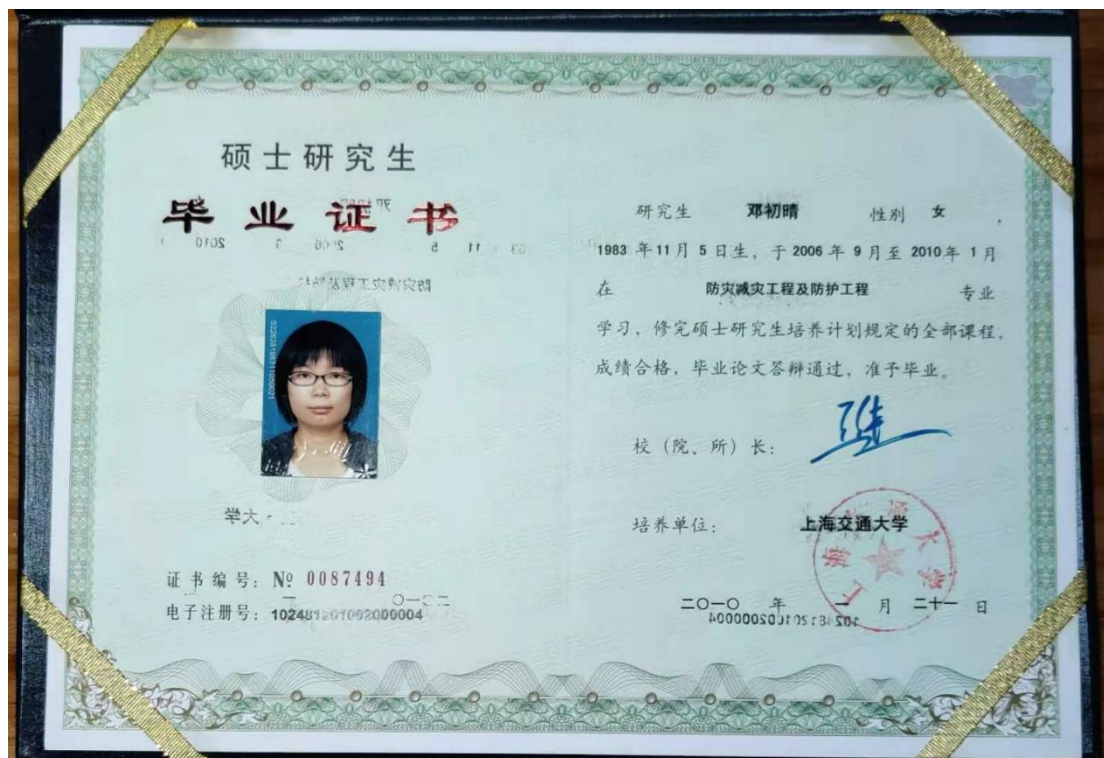 硕士研究生
毕业证书
证书编号：№ 0087494
研究生 邓初晴 性别 女 ，
1983 年 11 月 5 日生，于 2006 年 9 月至 2010 年 1 月
在 防灾减灾工程及防护工程 专业
学习，修完硕士研究生培养计划规定的全部课程，
成绩合格，毕业论文答辩通过，准予毕业。
校（院、所）长：
培养单位： 上海交通大学
二〇一〇 年 一 月 二十一 日
电子注册号：
上海交通大学